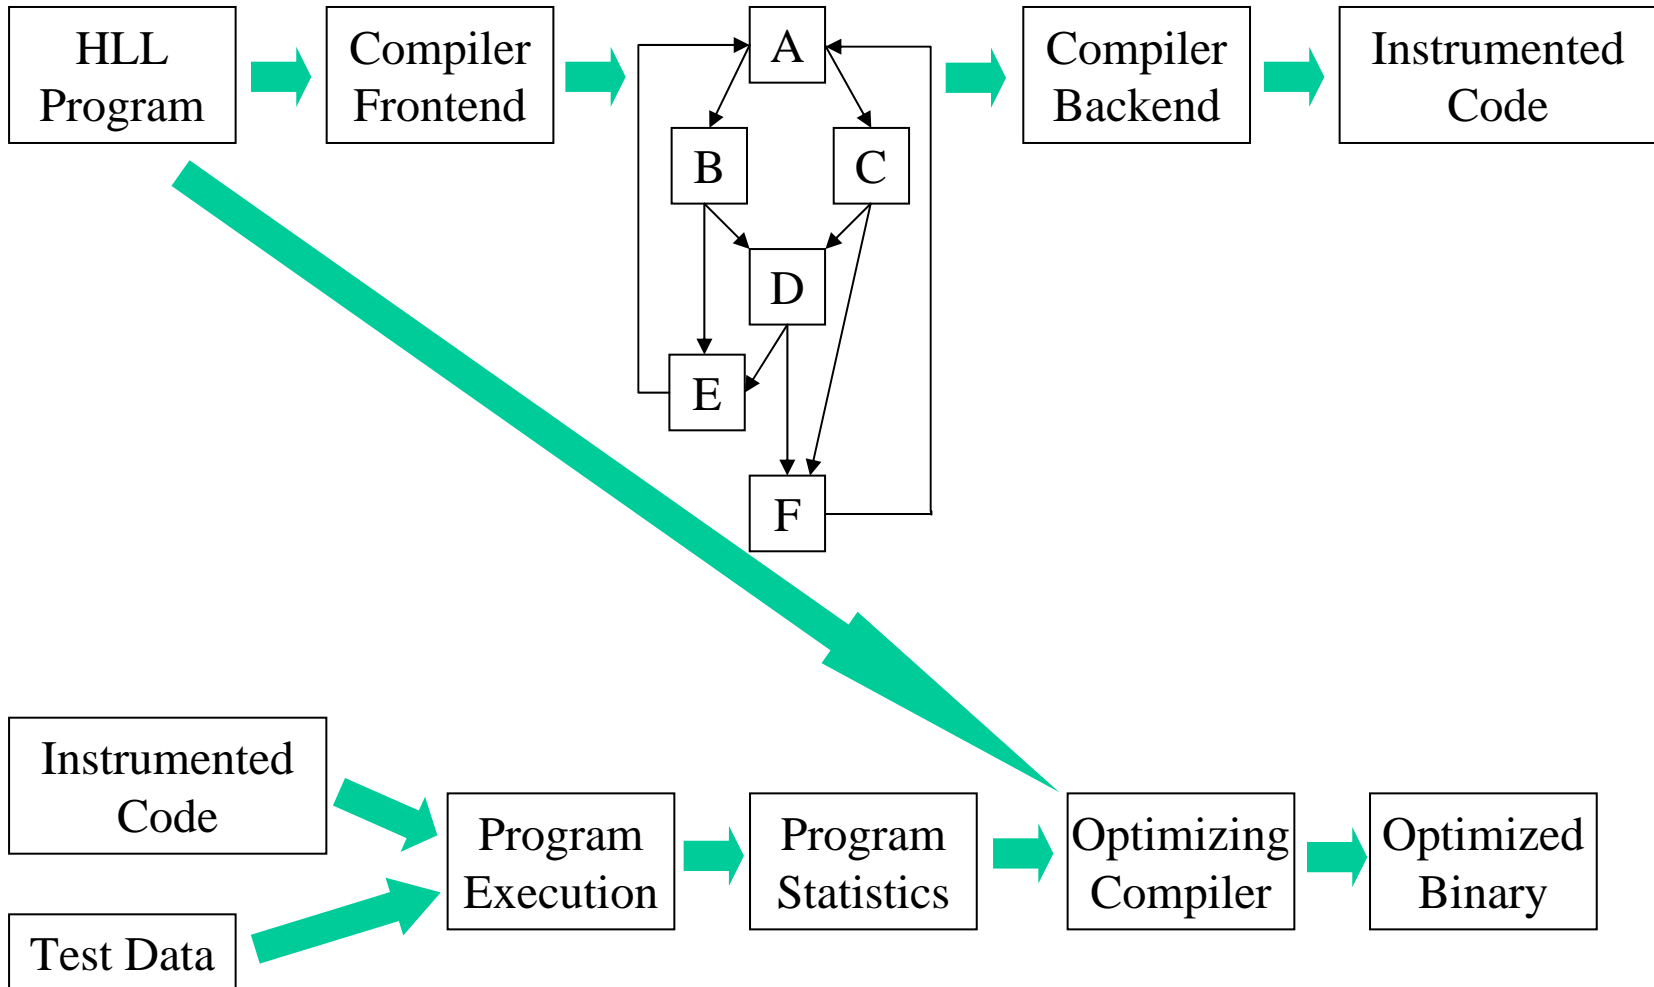 HLL
Program
Compiler
Frontend
A
B
C
D
E
F
Compiler
Backend
Instrumented
Code
Instrumented
Code
Test Data
Program
Execution
Program
Statistics
Optimizing
Compiler
Optimized
Binary